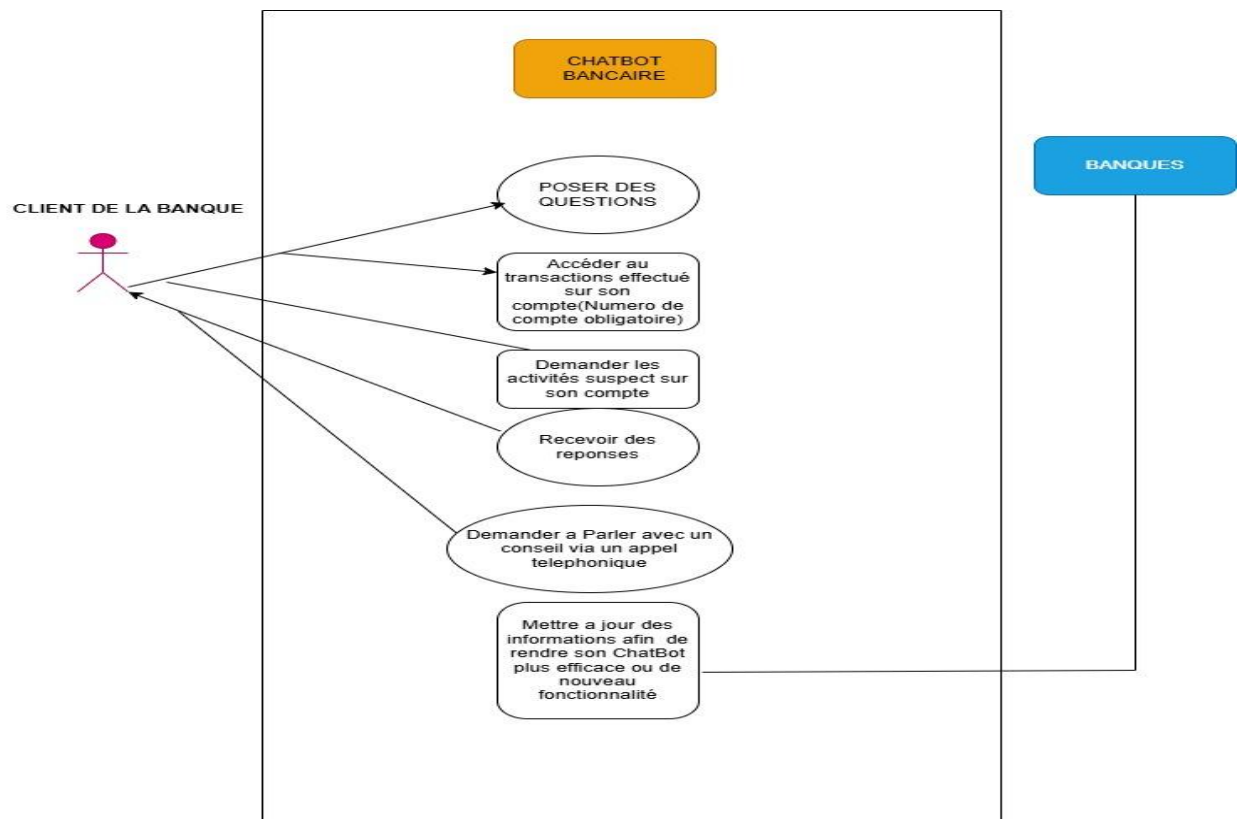 CHATBOT
BANCAIRE
BANQUES
POSER DES
QUESTIONS
CLIENT DE LA BANQUE
Accéder au
transactions effectué
sur son
compte(Numero de
compte obligatoire)
Demander les
activités suspect sur
son compte
Recevoir des
reponses
Demander a Parler avec un
conseil via un appel
telephonique
Mettre a jour des
informations afin de
rendre son ChatBot
plus efficace ou de
nouveau
fonctionnalité